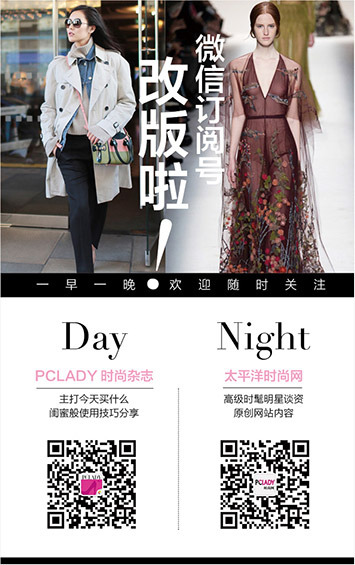 微信订阅号
改版啦！
一早一晚●欢迎随时关注
Day
PCLADY 时尚杂志
主打今天买什么
闺蜜般使用技巧分享
PCLADY
Night
太平洋时尚网
高级时髦明星谈资
原创网站内容
PCLADY